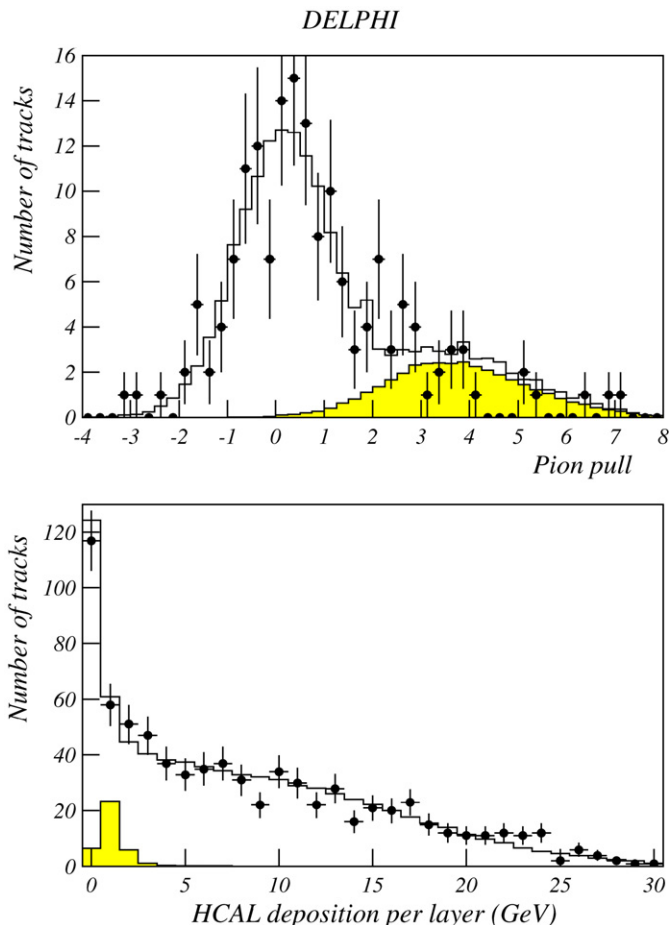 DELPHI
Number of tracks
16
14
12
10
8
6
4
2
0
-4 -3 -2 -1 0 1 2 3 4 5 6 7 8
Pion pull
Number of tracks
120
100
80
60
40
20
0
0 5 10 15 20 25 30
HCAL deposition per layer (GeV)